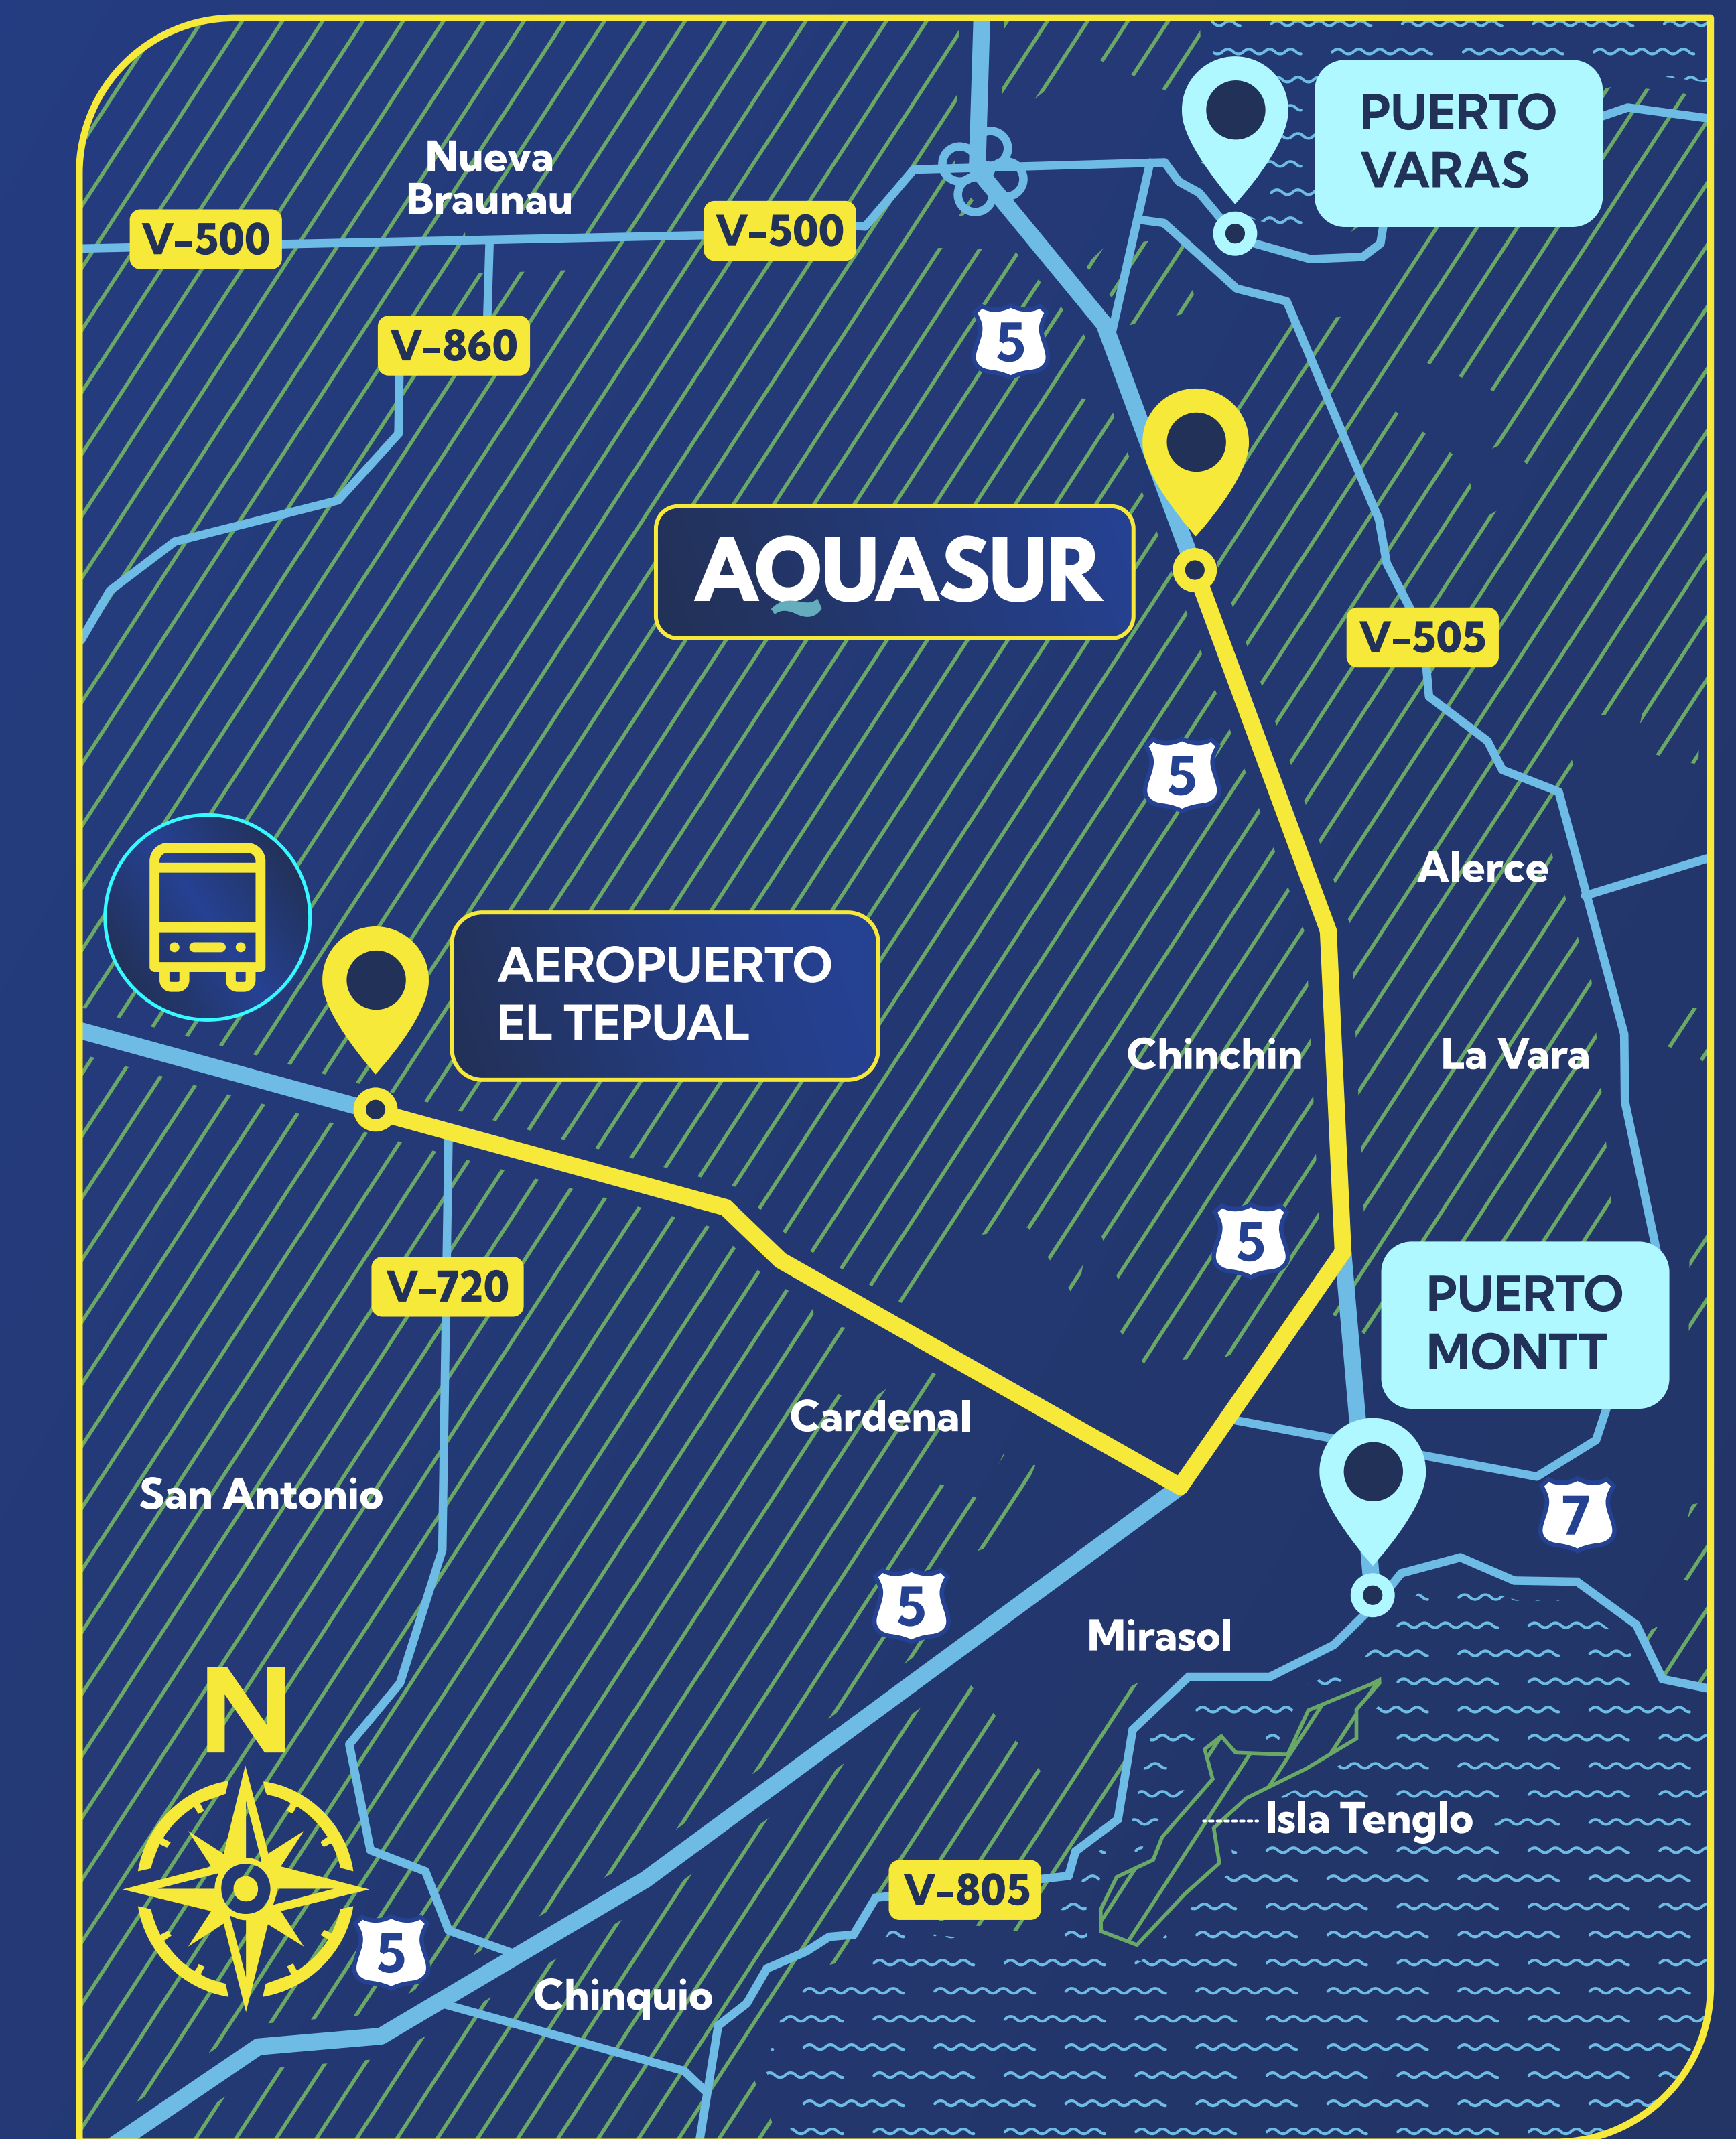 PUERTO
VARAS
Nueva
Braunau
V-500
V-500
V-860
5
AQUASUR
V-505
5
Alerce
AEROPUERTO
EL TEPUAL
Chinchin
La Vara
5
V-720
PUERTO
MONTT
Cardenal
San Antonio
7
5
Mirasol
N
Isla Tenglo
V-805
5
Chinquio